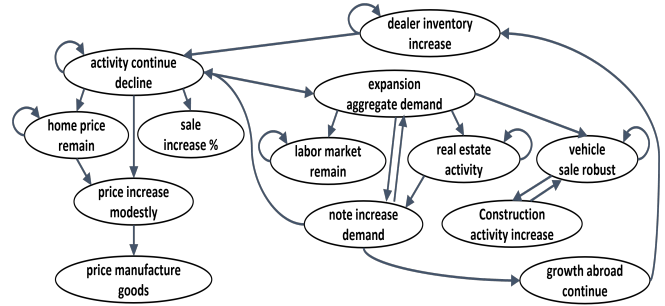 dealer inventory
increase
activity continue
decline
expansion
aggregate demand
home price
remain
sale
increase %
labor market
remain
real estate
activity
vehicle
sale robust
price increase
modestly
note increase
demand
Construction
activity increase
price manufacture
goods
growth abroad
continue